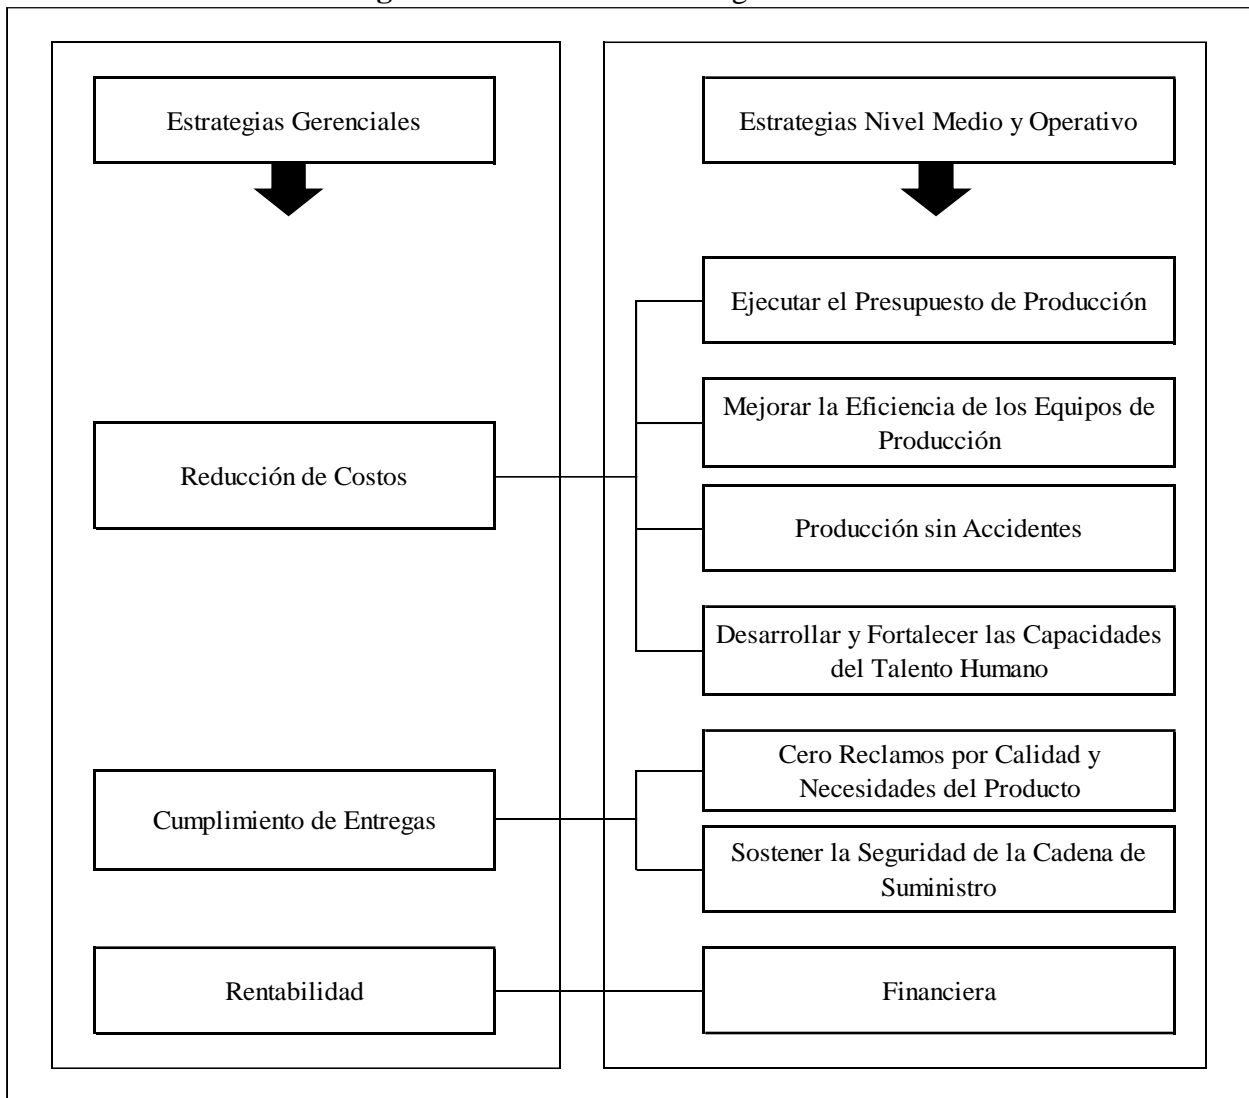 Estrategias Gerenciales
Estrategias Nivel Medio y Operativo
Ejecutar el Presupuesto de Producción
Mejorar la Eficiencia de los Equipos de
Producción
Reducción de Costos
Producción sin Accidentes
Desarrollar y Fortalecer las Capacidades
del Talento Humano
Cero Reclamos por Calidad y
Necesidades del Producto
Cumplimiento de Entregas
Sostener la Seguridad de la Cadena de
Suministro
Rentabilidad
Financiera